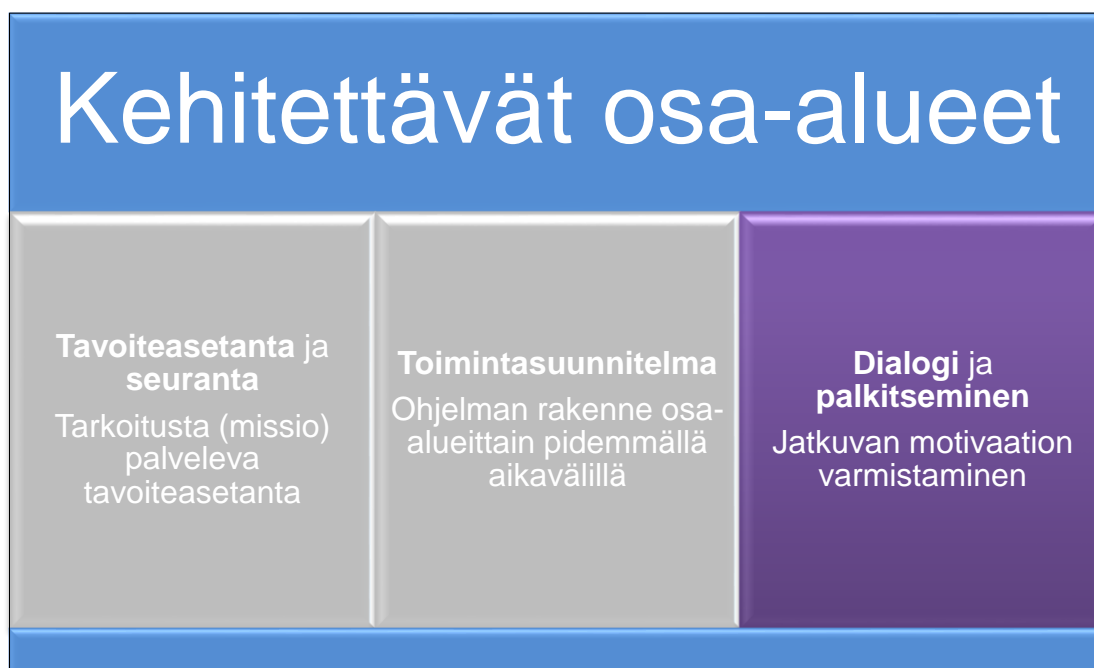 Kehitettävät osa-alueet
Tavoiteasetanta ja
seuranta
Tarkoitusta (missio)
palveleva
tavoiteasetanta
Toimintasuunnitelma
Ohjelman rakenne osa-
alueittain pidemmällä
aikavälillä
Dialogi ja
palkitseminen
Jatkuvan motivaation
varmistaminen